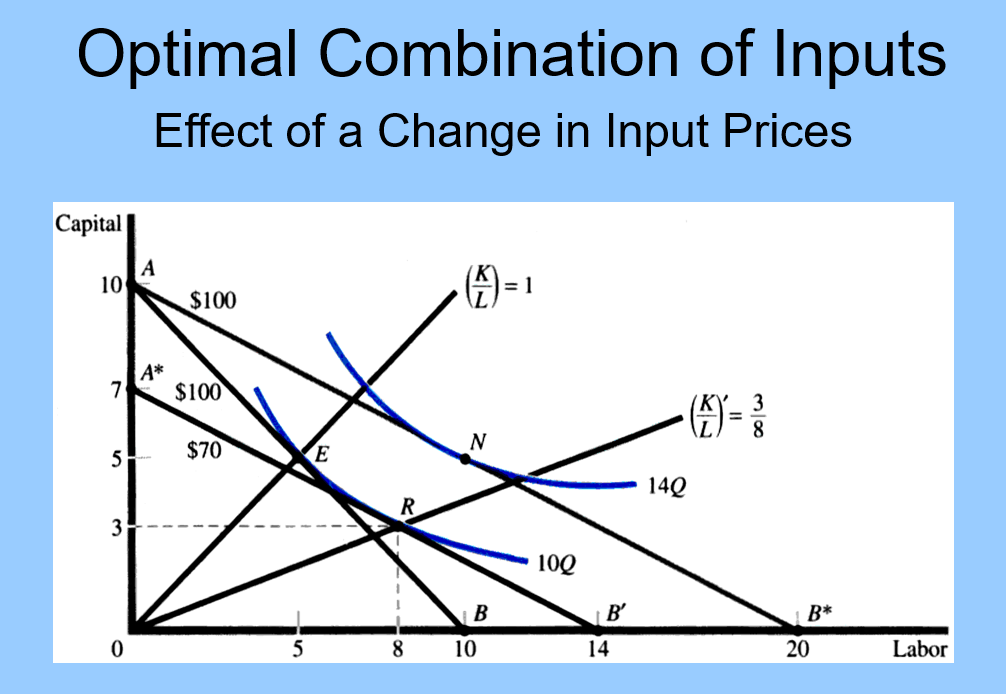 Optimal Combination of Inputs
Effect of a Change in Input Prices
Capital
10
A
$100
(K/L) = 1
7
A*
$100
(K/L)′ = 3/8
5
$70
E
N
14Q
3
R
10Q
B
B′
B*
0
5
8
10
14
20
Labor